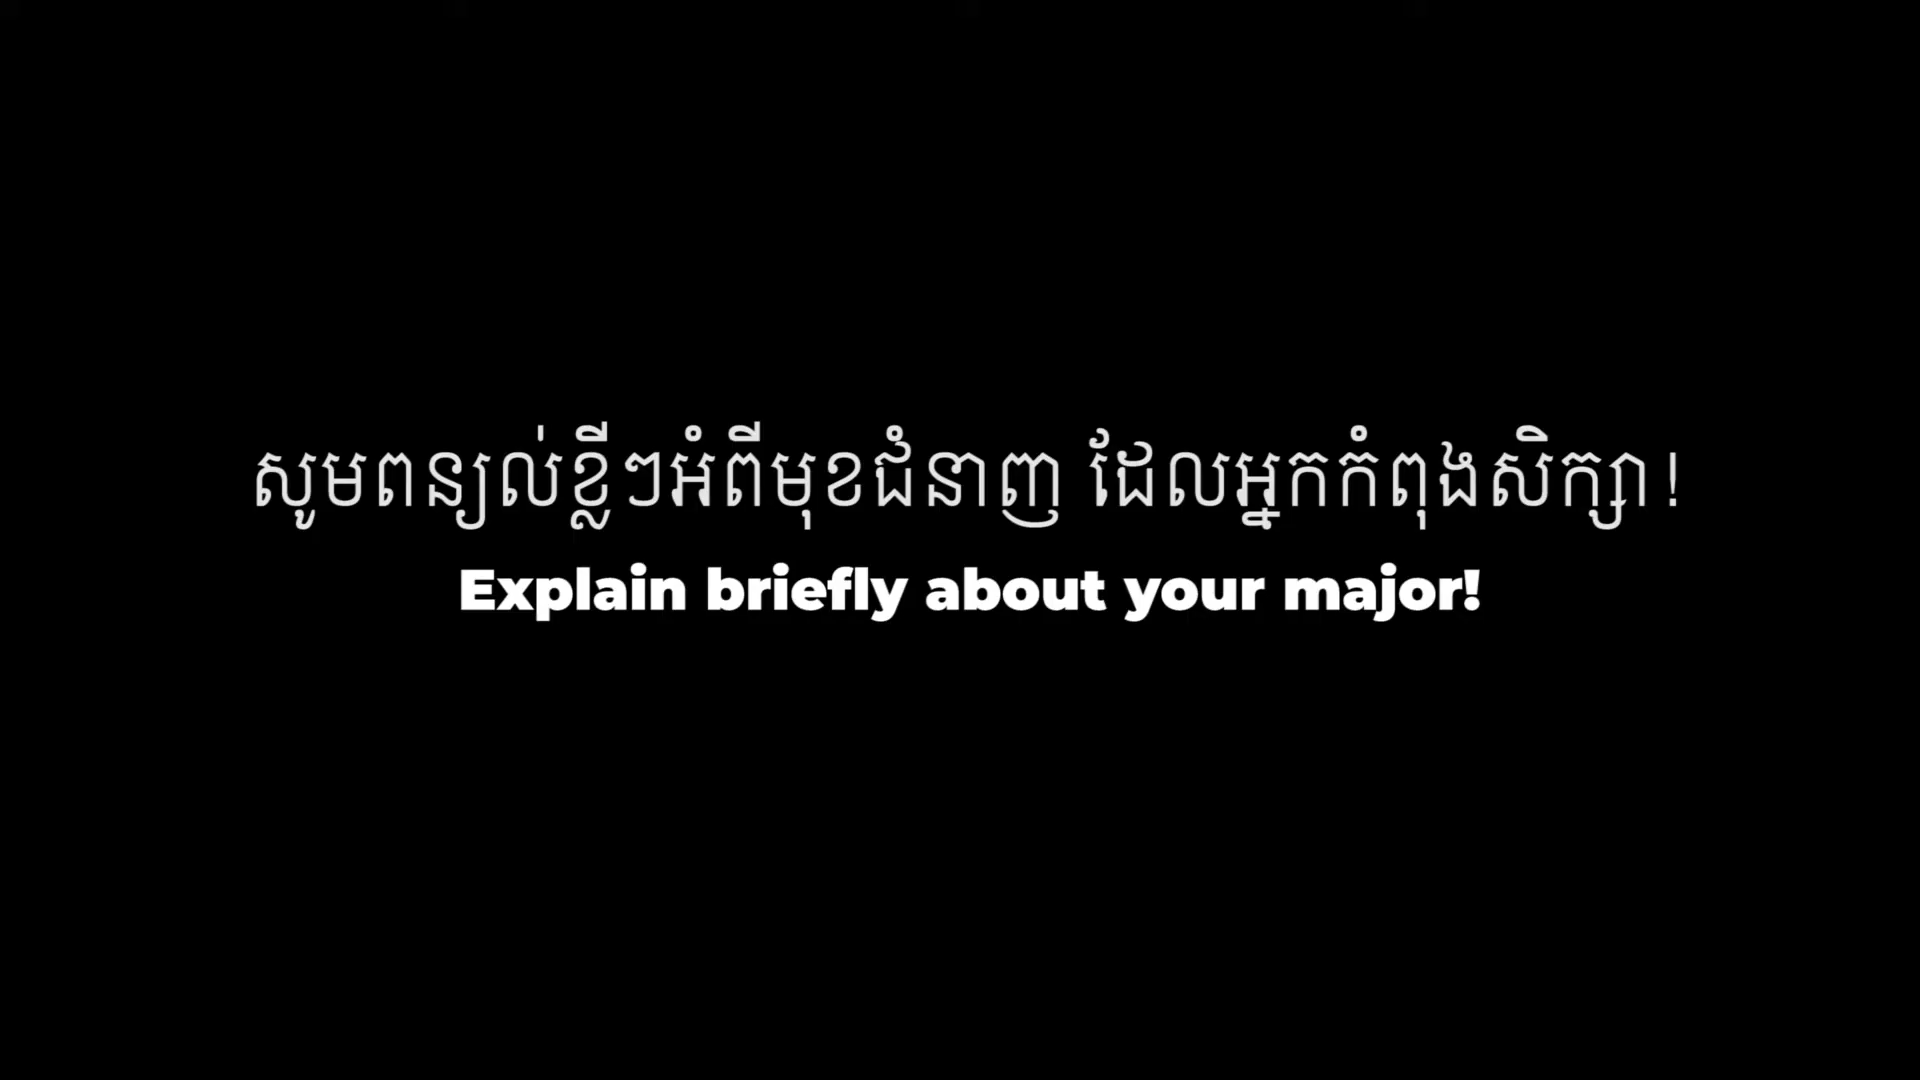 សូមពន្យល់ខ្លីៗអំពីមុខជំនាញ ដែលអ្នកកំពុងសិក្សា!
Explain briefly about your major!